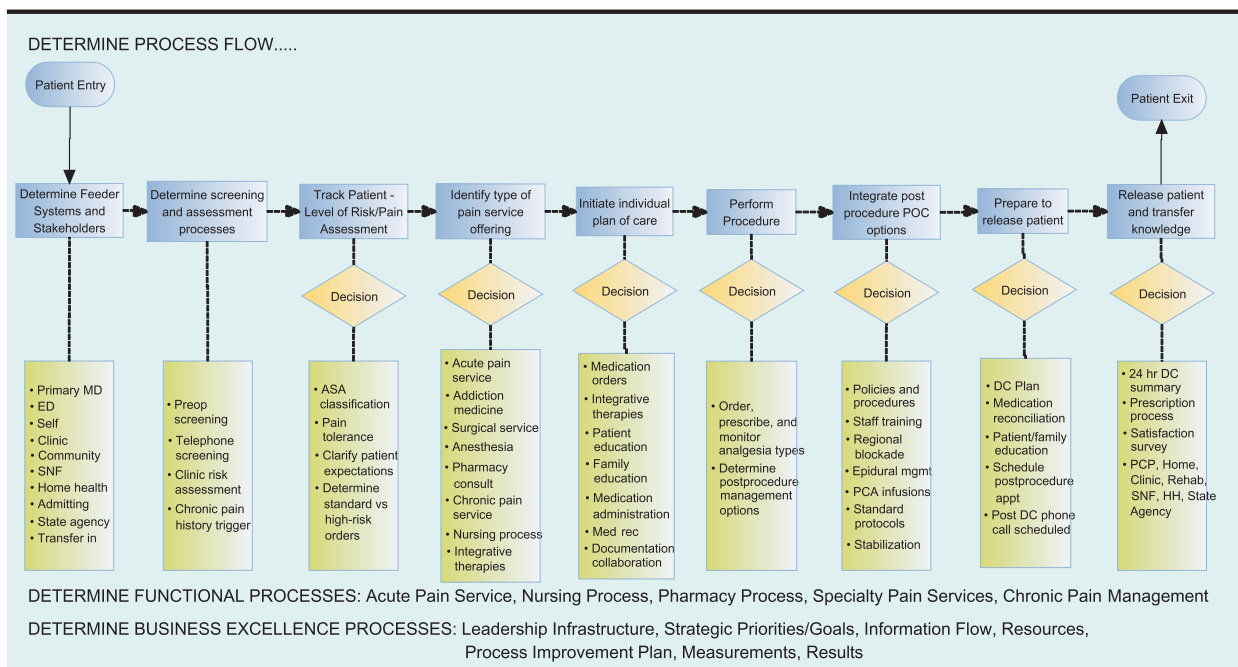 DETERMINE PROCESS FLOW.....
Patient Entry
Patient Exit
Determine Feeder
Systems and
Stakeholders
Determine screening
and assessment
processes
Track Patient -
Level of Risk/Pain
Assessment
Identify type of
pain service
offering
Initiate individual
plan of care
Perform
Procedure
Integrate post
procedure POC
options
Prepare to
release patient
Release patient
and transfer
knowledge
Decision
Decision
Decision
Decision
Decision
Decision
Decision
• Primary MD
• ED
• Self
• Clinic
• Community
• SNF
• Home health
• Admitting
• State agency
• Transfer in
• Preop
screening
• Telephone
screening
• Clinic risk
assessment
• Chronic pain
history trigger
• ASA
classification
• Pain
tolerance
• Clarify patient
expectations
• Determine
standard vs
high-risk
orders
• Acute pain
service
• Addiction
medicine
• Surgical service
• Anesthesia
• Pharmacy
consult
• Chronic pain
service
• Nursing process
• Integrative
therapies
• Medication
orders
• Integrative
therapies
• Patient
education
• Family
education
• Medication
administration
• Med rec
• Documentation
collaboration
• Order,
prescribe, and
monitor
analgesia types
• Determine
postprocedure
management
options
• Policies and
procedures
• Staff training
• Regional
blockade
• Epidural mgmt
• PCA infusions
• Standard
protocols
• Stabilization
• DC Plan
• Medication
reconciliation
• Patient/family
education
• Schedule
postprocedure
appt
• Post DC phone
call scheduled
• 24 hr DC
summary
• Prescription
process
• Satisfaction
survey
• PCP, Home,
Clinic, Rehab,
SNF, HH, State
Agency
DETERMINE FUNCTIONAL PROCESSES: Acute Pain Service, Nursing Process, Pharmacy Process, Specialty Pain Services, Chronic Pain Management
DETERMINE BUSINESS EXCELLENCE PROCESSES: Leadership Infrastructure, Strategic Priorities/Goals, Information Flow, Resources,
Process Improvement Plan, Measurements, Results